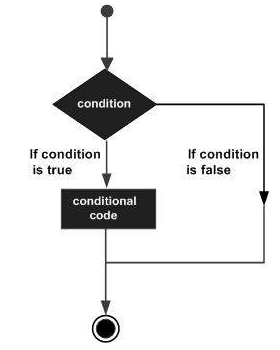 condition
If condition
is true
If condition
is false
conditional
code